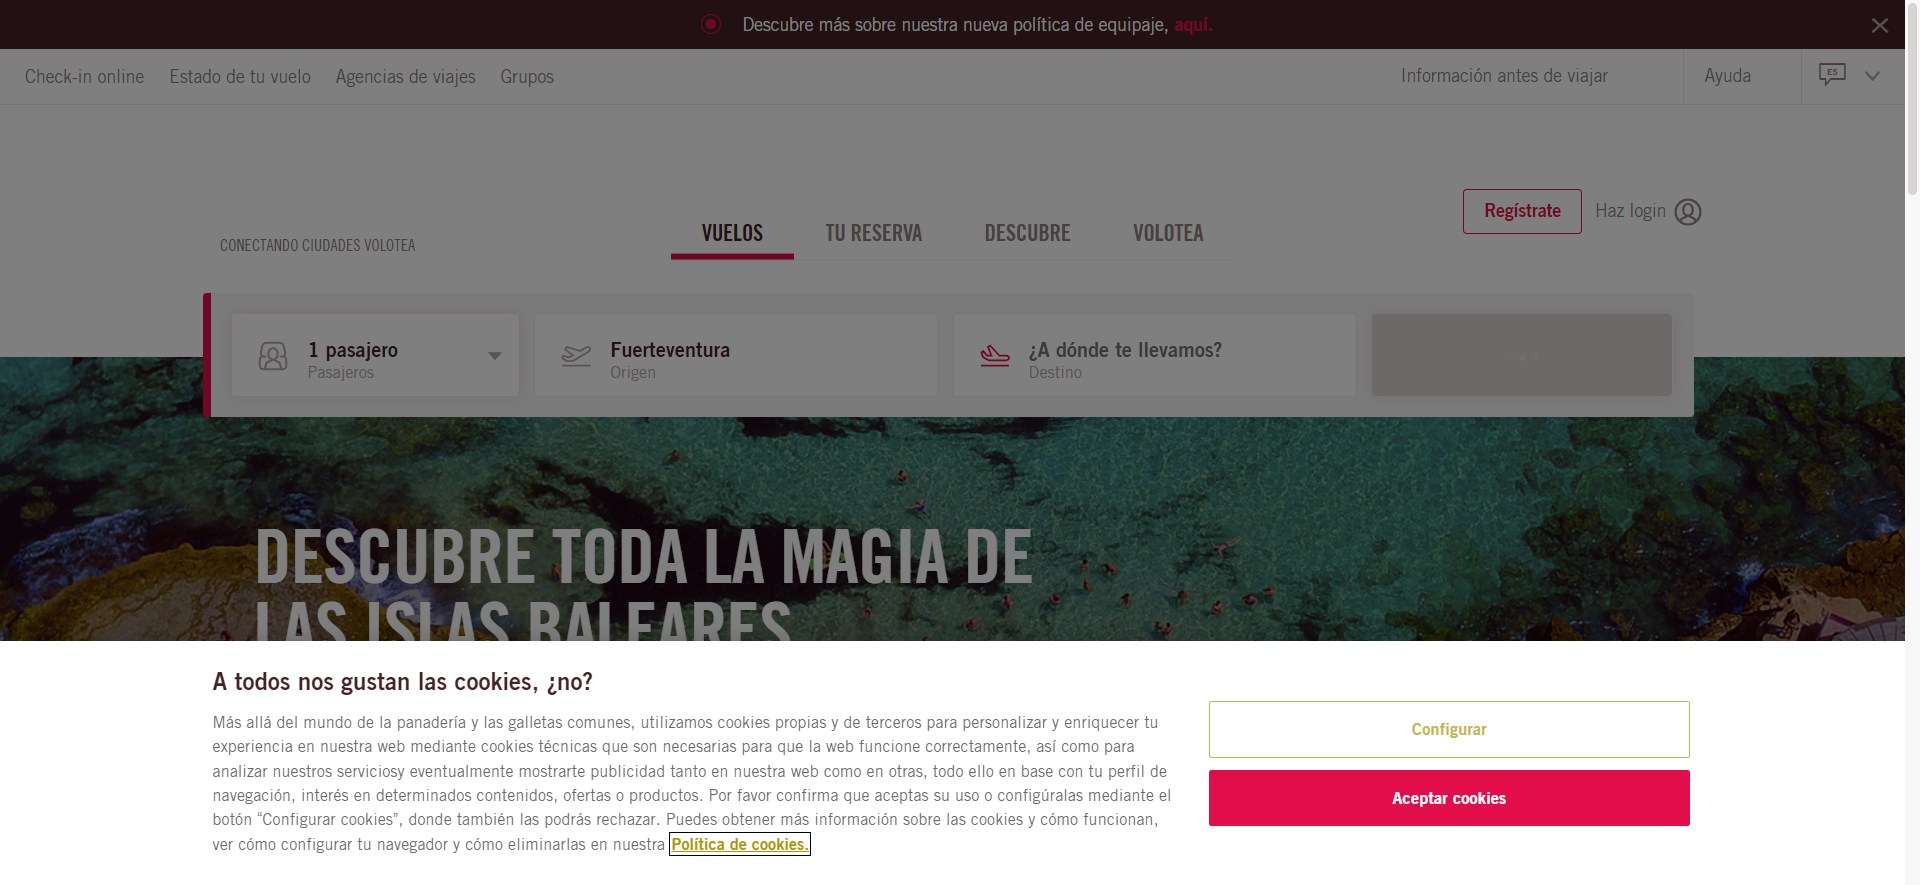 Descubre más sobre nuestra nueva política de equipaje, aquí.
Check-in online Estado de tu vuelo Agencias de viajes Grupos Información antes de viajar Ayuda ES
Regístrate Haz login
CONECTANDO CIUDADES VOLOTEA VUELOS TU RESERVA DESCUBRE VOLOTEA
1 pasajero Fuerteventura ¿A dónde te llevamos?
Pasajeros Origen Destino
DESCUBRE TODA LA MAGIA DE
LAS ISLAS BALEARES
A todos nos gustan las cookies, ¿no?
Más allá del mundo de la panadería y las galletas comunes, utilizamos cookies propias y de terceros para personalizar y enriquecer tu
experiencia en nuestra web mediante cookies técnicas que son necesarias para que la web funcione correctamente, así como para
analizar nuestros serviciosy eventualmente mostrarte publicidad tanto en nuestra web como en otras, todo ello en base con tu perfil de
navegación, interés en determinados contenidos, ofertas o productos. Por favor confirma que aceptas su uso o configúralas mediante el
botón “Configurar cookies”, donde también las podrás rechazar. Puedes obtener más información sobre las cookies y cómo funcionan,
ver cómo configurar tu navegador y cómo eliminarlas en nuestra Política de cookies.
Configurar
Aceptar cookies